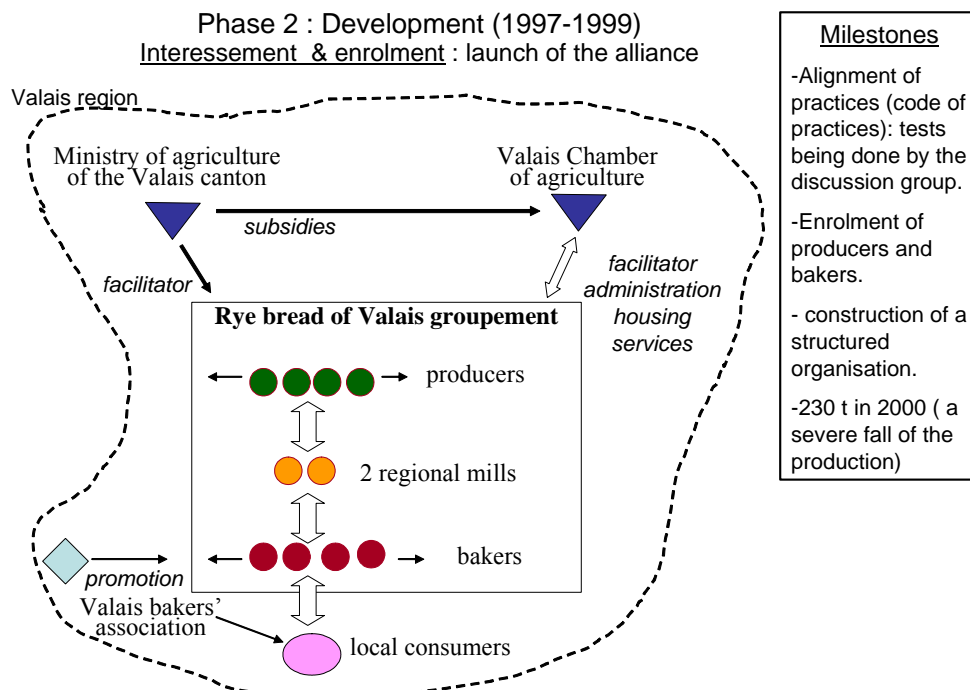 Phase 2 : Development (1997-1999)
Interessement & enrolment : launch of the alliance
Valais region
Ministry of agriculture
of the Valais canton
Valais Chamber
of agriculture
subsidies
facilitator
facilitator
administration
housing
services
Rye bread of Valais groupement
producers
2 regional mills
bakers
promotion
Valais bakers’
association
local consumers
Milestones
-Alignment of
practices (code of
practices): tests
being done by the
discussion group.
-Enrolment of
producers and
bakers.
- construction of a
structured
organisation.
-230 t in 2000 ( a
severe fall of the
production)